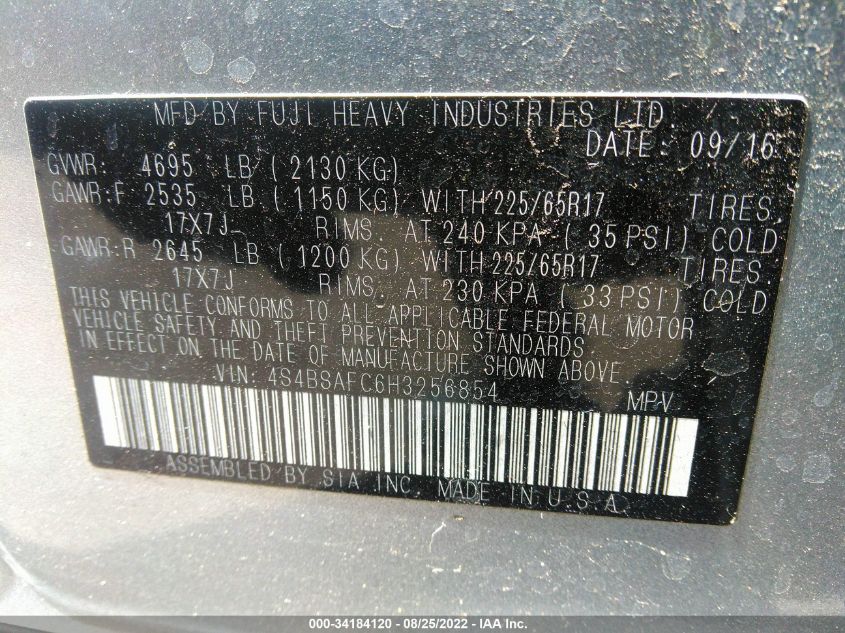 MFD BY FUJI HEAVY INDUSTRIES LTD.
DATE: 09/16
GVWR: 4695 LB ( 2130 KG)
GAWR:F 2535 LB ( 1150 KG) WITH 225/65R17 TIRES,
17X7J RIMS, AT 240 KPA ( 35 PSI) COLD
GAWR:R 2645 LB ( 1200 KG) WITH 225/65R17 TIRES,
17X7J RIMS, AT 230 KPA ( 33 PSI) COLD
THIS VEHICLE CONFORMS TO ALL APPLICABLE FEDERAL MOTOR
VEHICLE SAFETY AND THEFT PREVENTION STANDARDS
IN EFFECT ON THE DATE OF MANUFACTURE SHOWN ABOVE.
VIN: 4S4BSAFC6H3256854 MPV
ASSEMBLED BY SIA INC. MADE IN U.S.A.
000-34184120 - 08/25/2022 - IAA Inc.